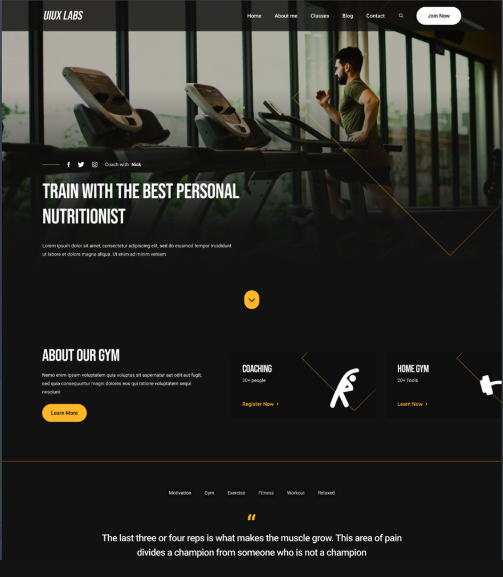 UIUX LABS
Home About me Classes Blog Contact Join Now
Coach with Nick
TRAIN WITH THE BEST PERSONAL
NUTRITIONIST
Lorem ipsum dolor sit amet, consectetur adipiscing elit, sed do eiusmod tempor incididunt
ut labore et dolore magna aliqua. Ut enim ad minim veniam
ABOUT OUR GYM
Nemo enim ipsam voluptatem quia voluptas sit aspernatur aut odit aut fugit,
sed quia consequuntur magni dolores eos qui ratione voluptatem sequi
nesciunt
Learn More
COACHING
30+ people
Register Now
HOME GYM
20+ Tools
Learn Now
Motivation Gym Exercise Fitness Workout Relaxed
“
The last three or four reps is what makes the muscle grow. This area of pain
divides a champion from someone who is not a champion